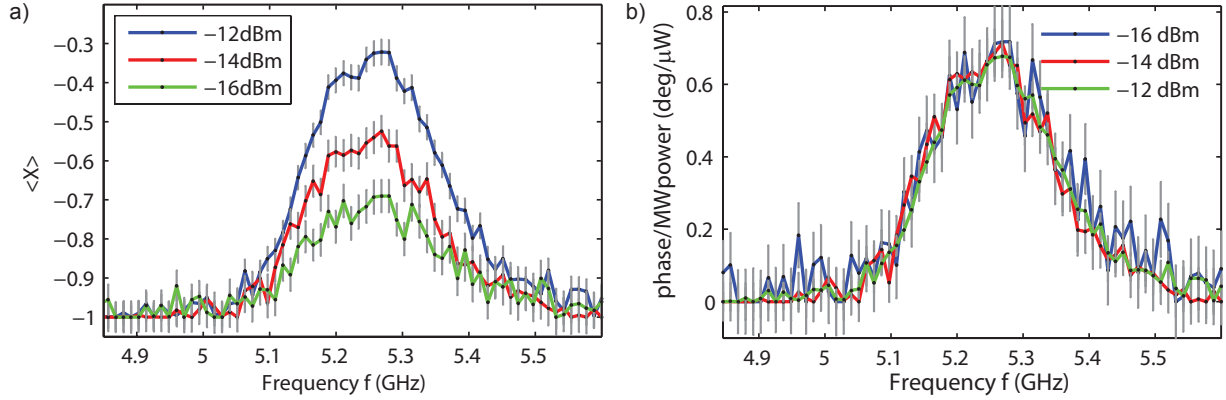 a)
<X>
−0.3
−0.4
−0.5
−0.6
−0.7
−0.8
−0.9
−1
−12dBm
−14dBm
−16dBm
4.9 5 5.1 5.2 5.3 5.4 5.5
Frequency f (GHz)
b)
phase/MWpower (deg/μW)
0.8
0.6
0.4
0.2
0
−16 dBm
−14 dBm
−12 dBm
4.9 5 5.1 5.2 5.3 5.4 5.5
Frequency f (GHz)